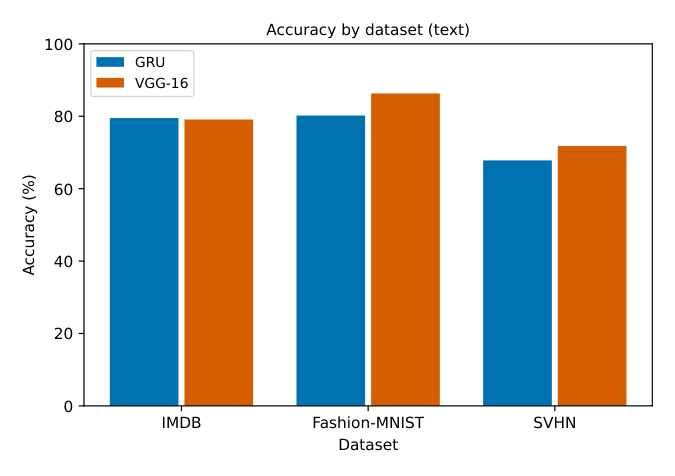 Accuracy by dataset (text)
100
80
60
40
20
0
Accuracy (%)
GRU
VGG-16
IMDB
Fashion-MNIST
SVHN
Dataset